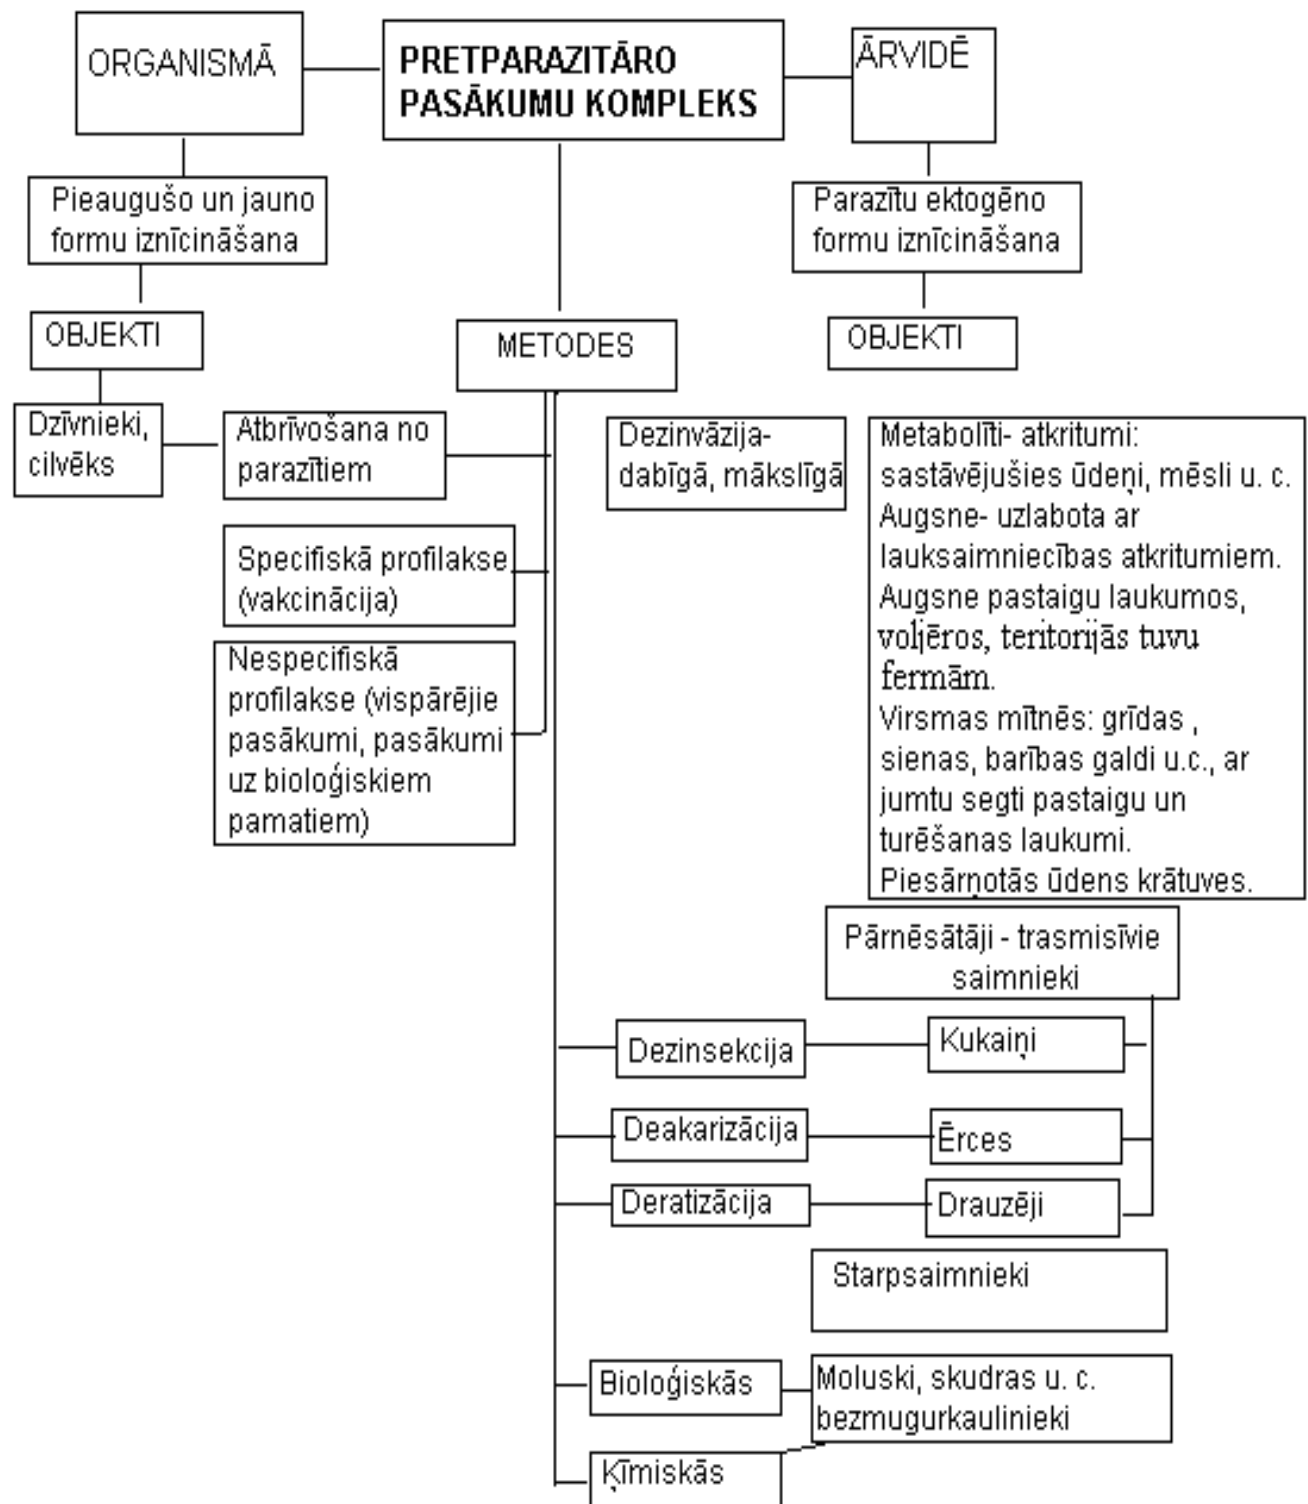 ORGANISMĀ
PRETPARAZITĀRO
PASĀKUMU KOMPLEKS
ĀRVIDĒ
Pieaugušo un jauno
formu iznīcināšana
Parazītu ektogēno
formu iznīcināšana
OBJEKTI
METODES
OBJEKTI
Dzīvnieki,
cilvēks
Atbrīvošana no
parazītiem
Dezinvāzija-
dabīgā, mākslīgā
Metabolīti- atkritumi:
sastāvējušies ūdeņi, mēsli u. c.
Augsne- uzlabota ar
lauksaimniecības atkritumiem.
Augsne pastaigu laukumos,
voljēros, teritorijās tuvu
fermām.
Virsmas mītnēs: grīdas ,
sienas, barības galdi u.c., ar
jumtu segti pastaigu un
turēšanas laukumi.
Piesārņotās ūdens krātuves.
Specifiskā profilakse
(vakcinācija)
Nespecifiskā
profilakse (vispārējie
pasākumi, pasākumi
uz bioloģiskiem
pamatiem)
Pārnēsātāji - trasmisīvie
saimnieki
Dezinsekcija
Kukaiņi
Deakarizācija
Ērces
Deratizācija
Drauzēji
Starpsaimnieki
Bioloģiskās
Moluski, skudras u. c.
bezmugurkaulinieki
Ķīmiskās